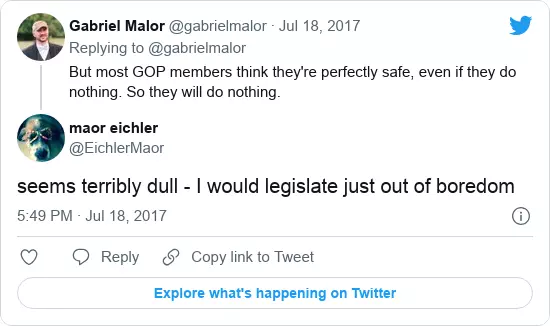 Gabriel Malor @gabrielmalor · Jul 18, 2017
Replying to @gabrielmalor
But most GOP members think they're perfectly safe, even if they do
nothing. So they will do nothing.
maor eichler
@EichlerMaor
seems terribly dull - I would legislate just out of boredom
5:49 PM · Jul 18, 2017
Reply
Copy link to Tweet
Explore what's happening on Twitter